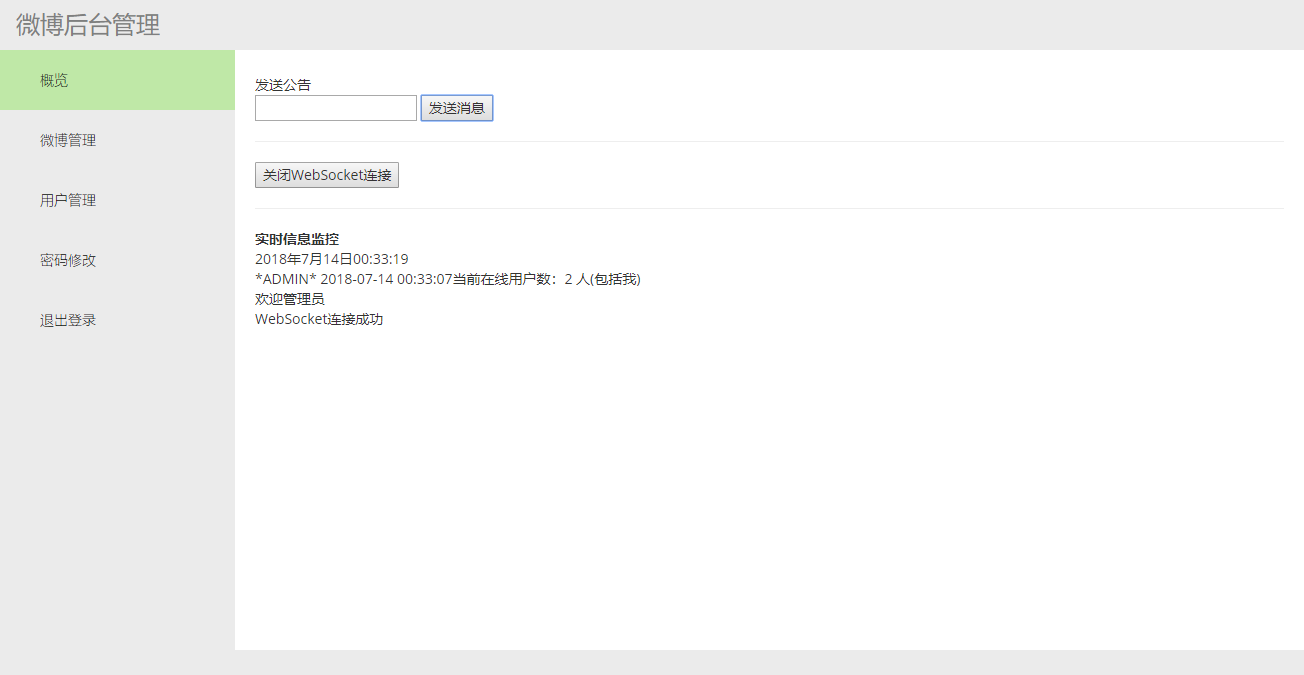 微博后台管理
概览
微博管理
用户管理
密码修改
退出登录
发送公告
发送消息
关闭WebSocket连接
实时信息监控
2018年7月14日00:33:19
*ADMIN* 2018-07-14 00:33:07当前在线用户数：2 人(包括我)
欢迎管理员
WebSocket连接成功